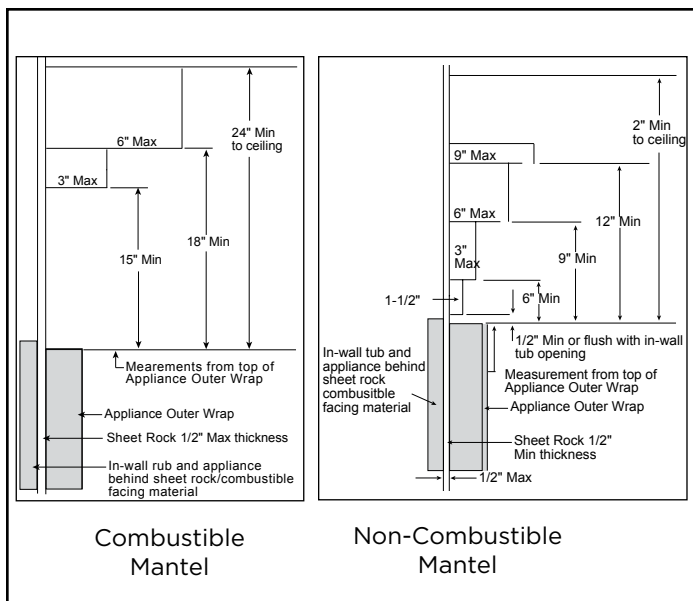 24" Min
to ceiling
6" Max
3" Max
18" Min
15" Min
Mearements from top of
Appliance Outer Wrap
Appliance Outer Wrap
Sheet Rock 1/2" Max thickness
In-wall rub and appliance
behind sheet rock/combustible
facing material
Combustible
Mantel
2" Min
to ceiling
9" Max
6" Max
12" Min
3"
Max
9" Min
1-1/2"
6" Min
1/2" Min or flush with in-wall
tub opening
In-wall tub and
appliance behind
sheet rock
combusitble
facing material
Measurement from top of
Appliance Outer Wrap
Appliance Outer Wrap
Sheet Rock 1/2"
Min thickness
1/2" Max
Non-Combustible
Mantel